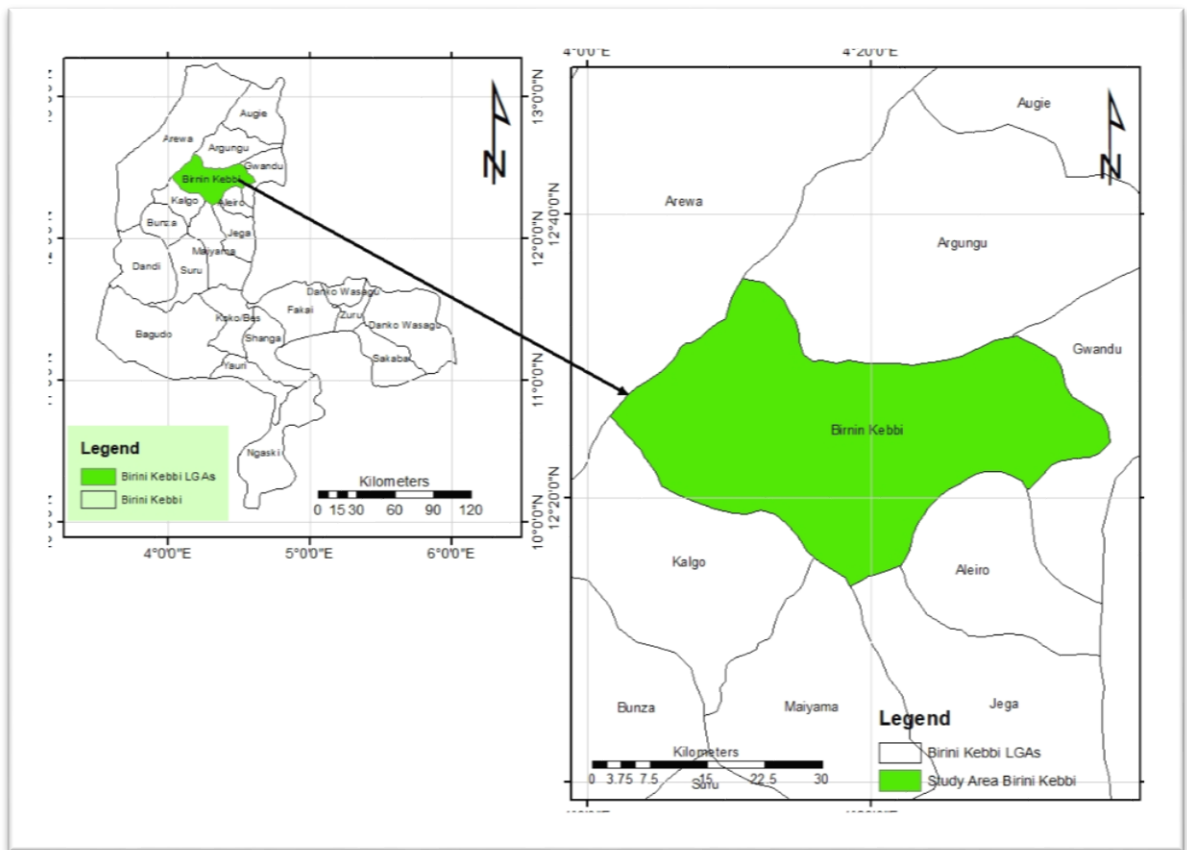 13°0'0"N
12°0'0"N
11°0'0"N
10°0'0"N
N
Augie
Arewa
Argungu
Gwandu
Birnin Kebbi
Kalgo
Aleiro
Bunza
Jega
Maiyama
Dandi
Suru
Danko Wasagu
Fakai
Koko/Bes
Zuru
Danko Wasagu
Bagudo
Shanga
Sakaba
Yauri
Ngaski
Legend
Birini Kebbi LGAs
Birini Kebbi
Kilometers
0 15 30 60 90 120
4°0'0"E 5°0'0"E 6°0'0"E
4°0'0"E 4°20'0"E
12°40'0"N
12°20'0"N
N
Augie
Arewa
Argungu
Gwandu
Birnin Kebbi
Kalgo
Aleiro
Bunza
Maiyama
Jega
Suru
Kilometers
0 3.75 7.5 15 22.5 30
Legend
Birini Kebbi LGAs
Study Area Birini Kebbi